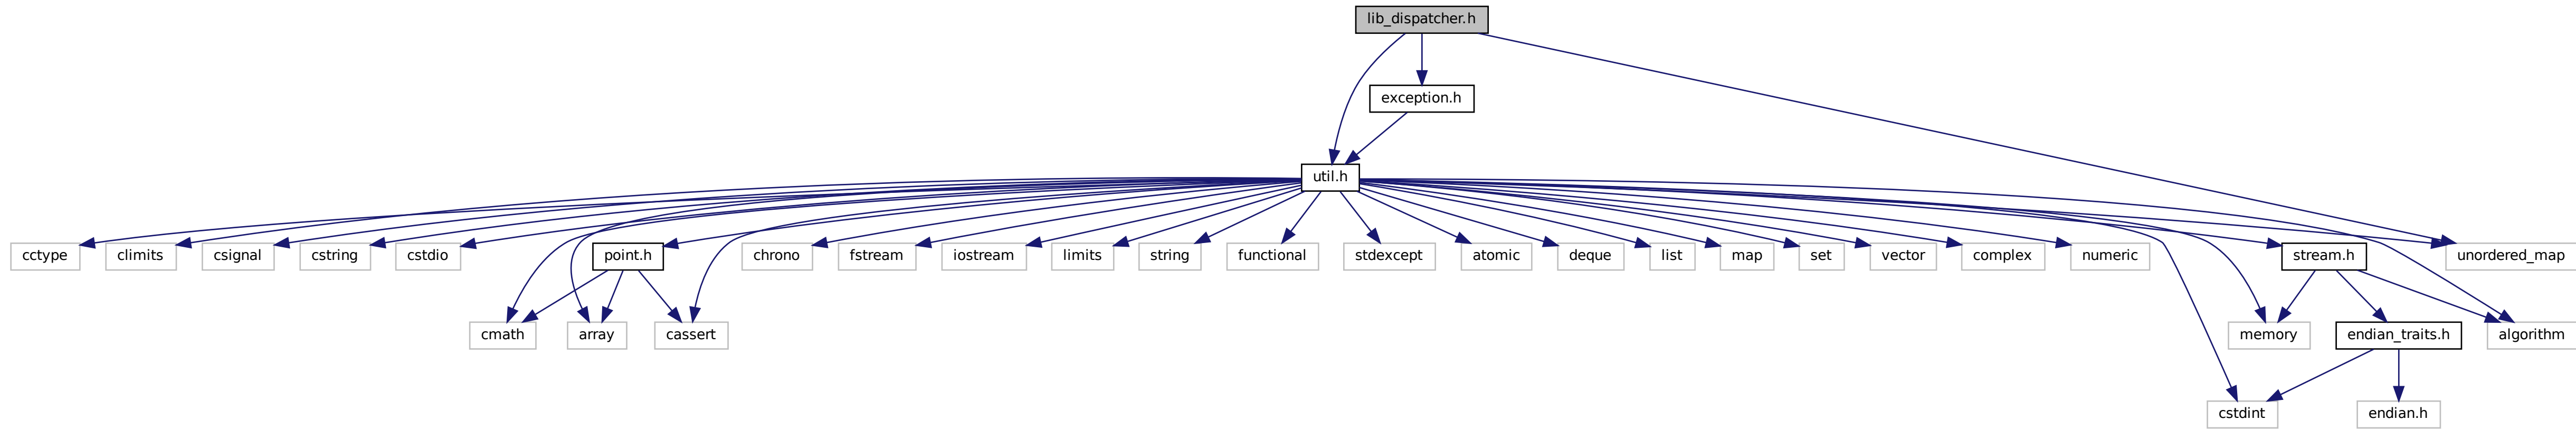 lib_dispatcher.h
exception.h
util.h
cctype
climits
csignal
cstring
cstdio
point.h
chrono
fstream
iostream
limits
string
functional
stdexcept
atomic
deque
list
map
set
vector
complex
numeric
stream.h
unordered_map
cmath
array
cassert
memory
endian_traits.h
algorithm
cstdint
endian.h